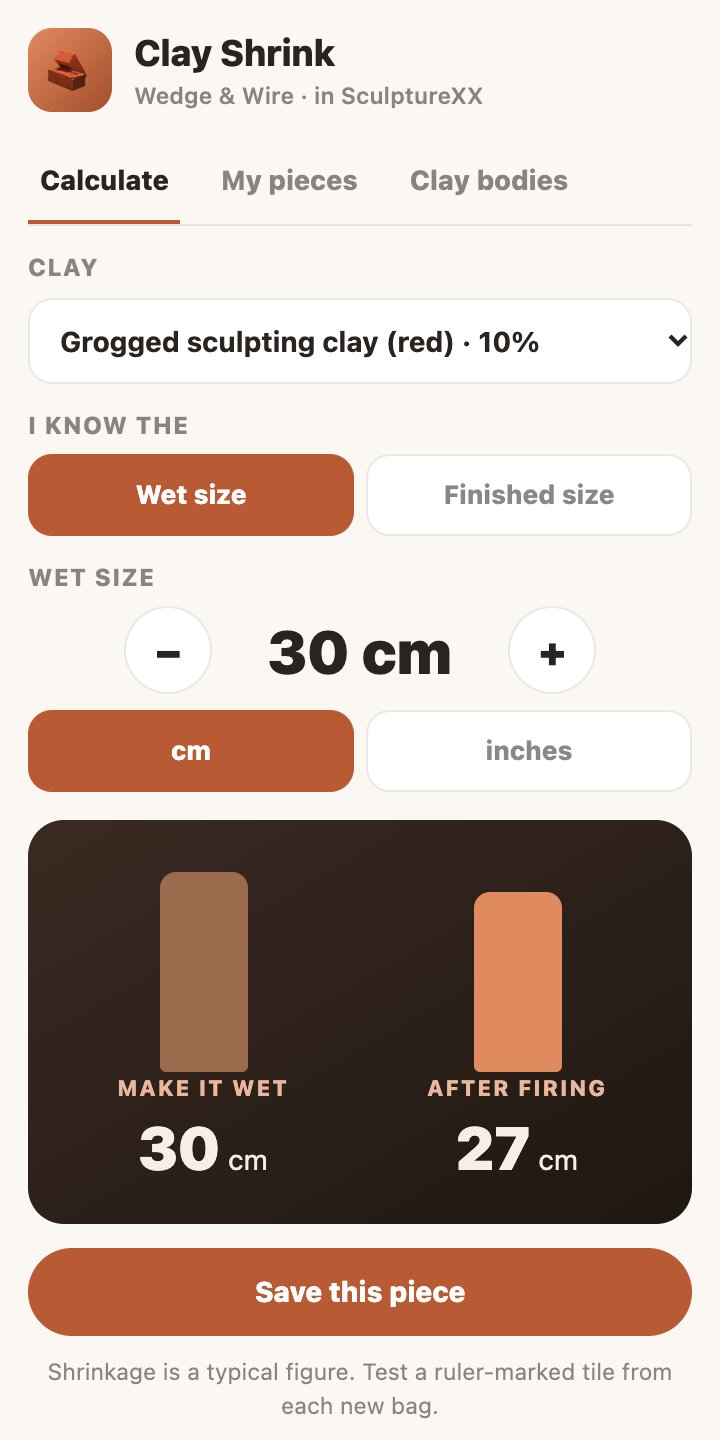 Clay Shrink
Wedge & Wire · in SculptureXX
Calculate
My pieces
Clay bodies
CLAY
Grogged sculpting clay (red) · 10%
I KNOW THE
Wet size
Finished size
WET SIZE
−
30 cm
+
cm
inches
MAKE IT WET
AFTER FIRING
30 cm
27 cm
Save this piece
Shrinkage is a typical figure. Test a ruler-marked tile from
each new bag.